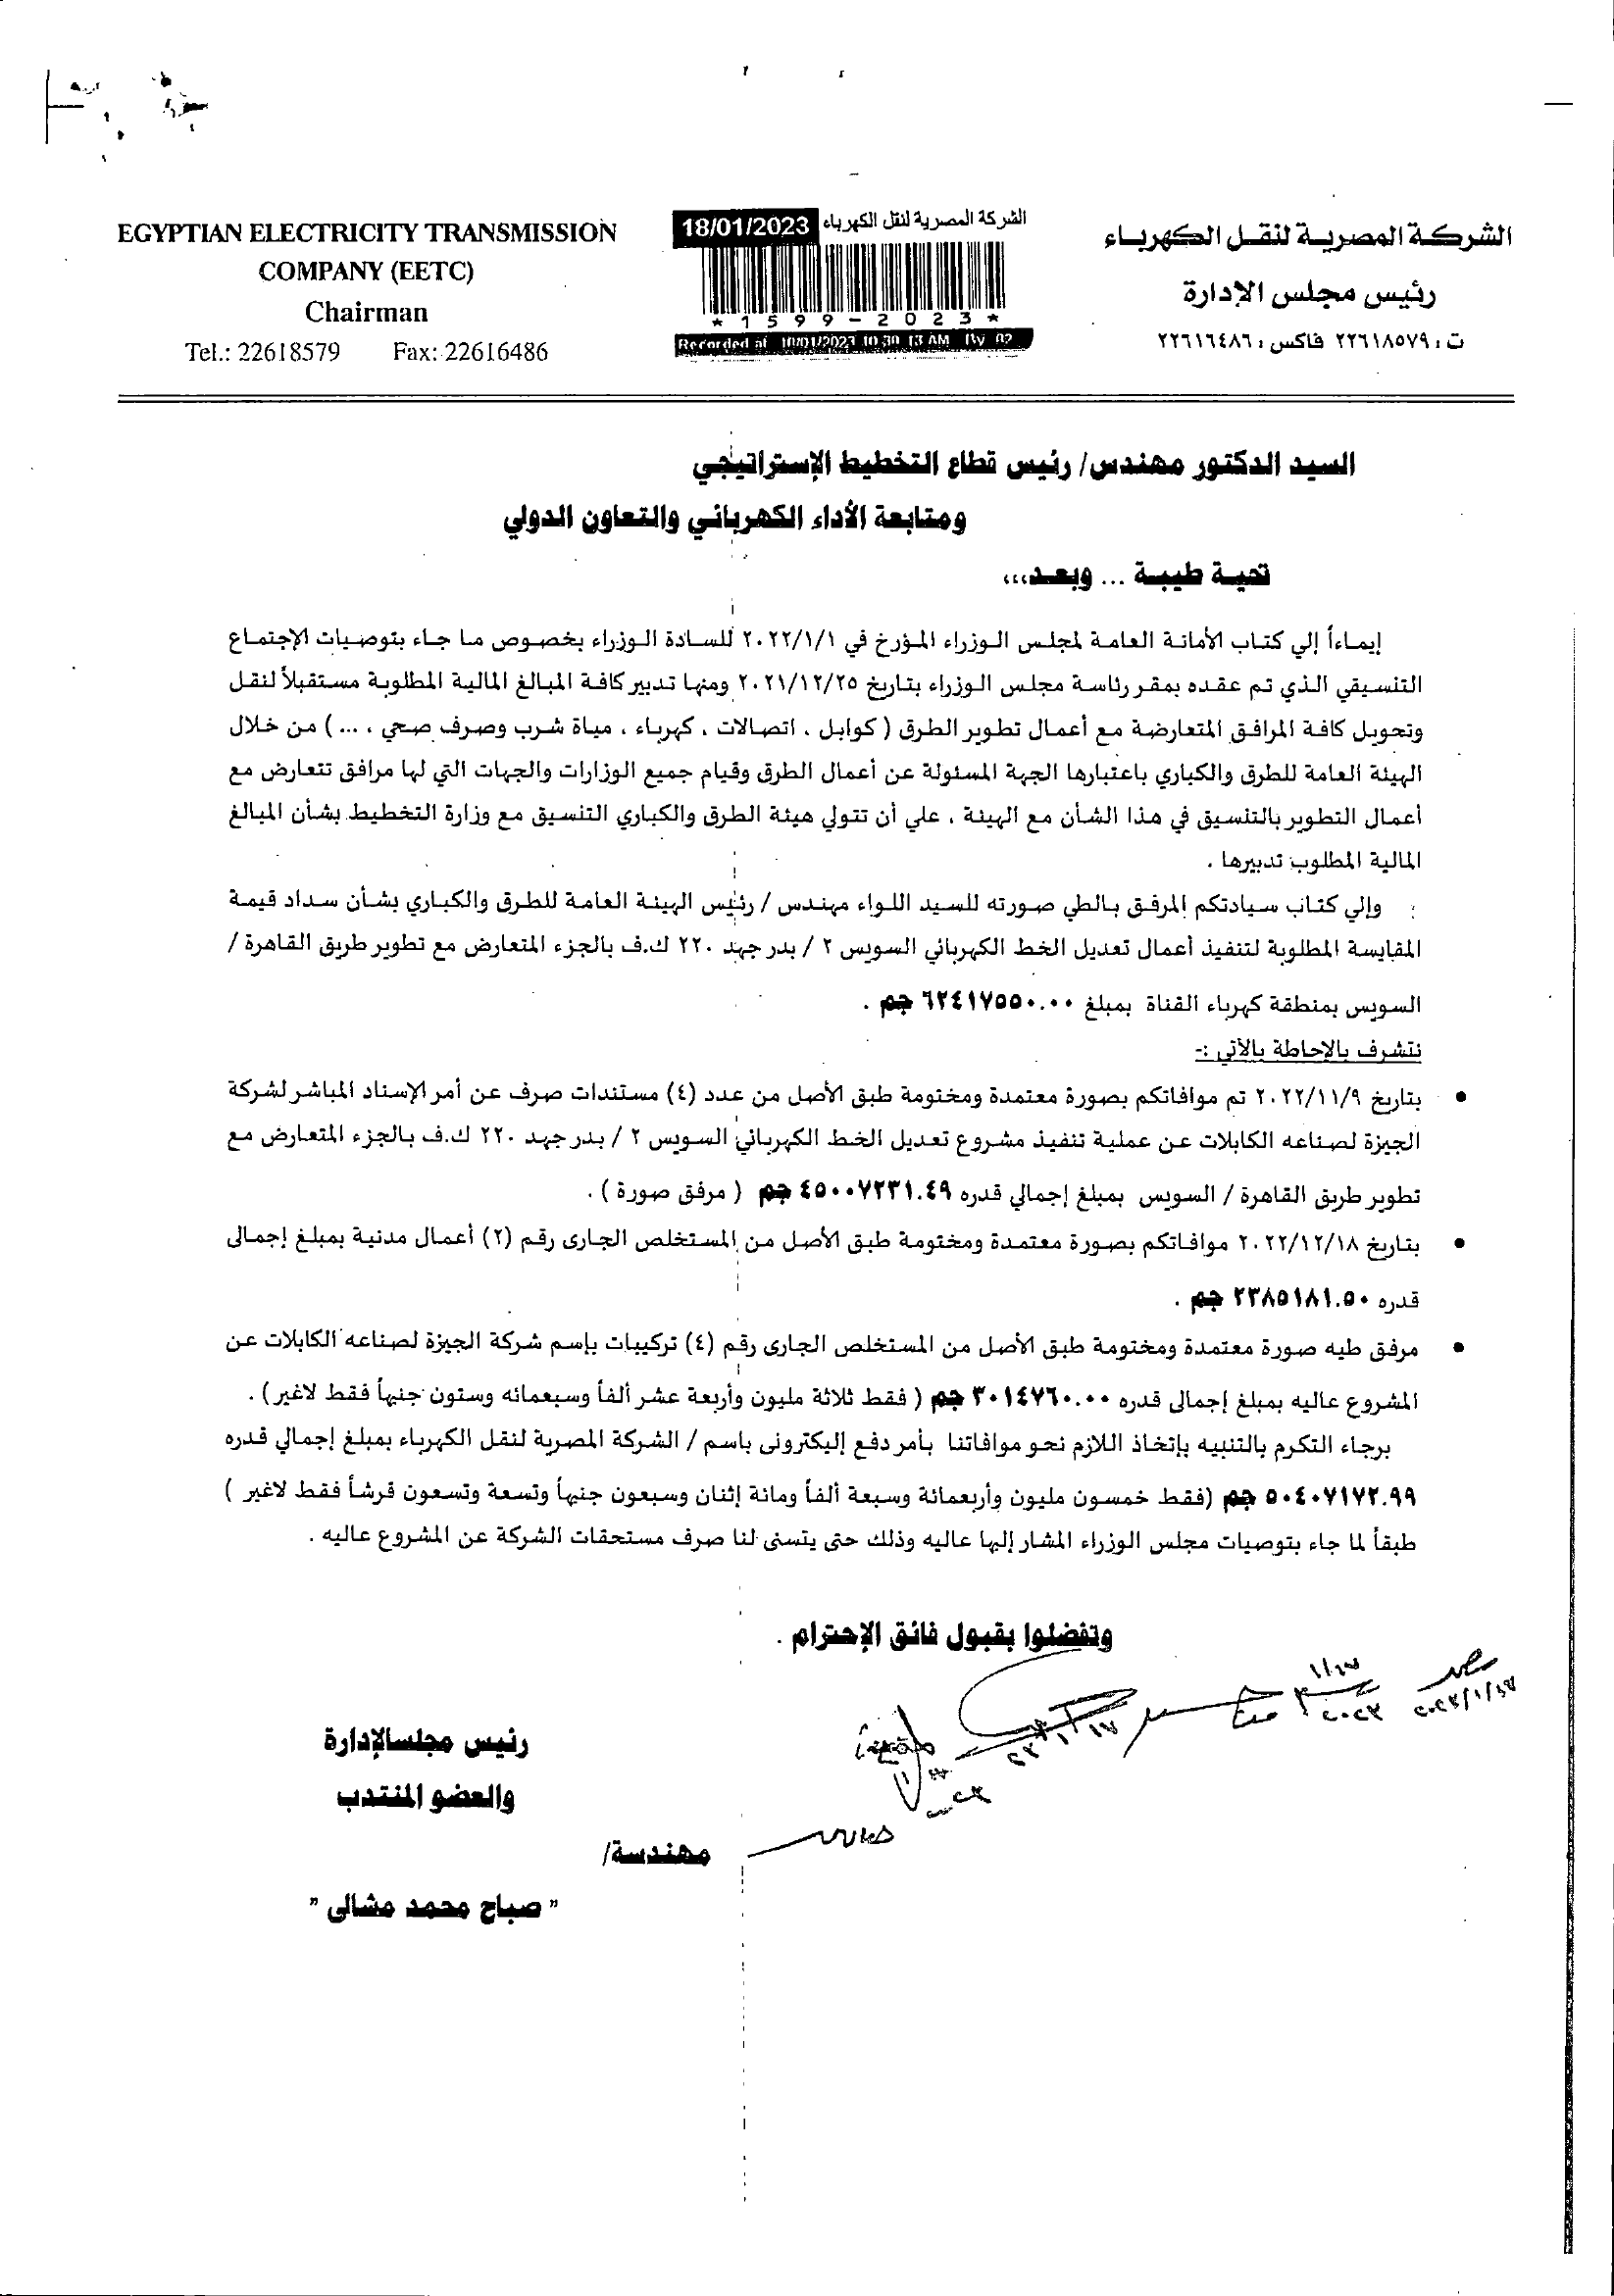 EGYPTIAN ELECTRICITY TRANSMISSION
COMPANY (EETC)
Chairman
Tel.: 22618579 Fax: 22616486
18/01/2023 الشركة المصرية لنقل الكهرباء
* 1 5 9 9 - 2 0 2 3 *
Recorded at 18/01/2023 10:30:13 AM By 02
الشركة المصرية لنقل الكهرباء
رئيس مجلس الإدارة
ت : ٢٢٦١٨٥٧٩ فاكس : ٢٢٦١٦٤٨٦
السيد الدكتور مهندس/ رئيس قطاع التخطيط الإستراتيجي
ومتابعة الأداء الكهربائي والتعاون الدولي
تحية طيبة ... وبعد،،،
إيماءاً إلي كتاب الأمانة العامة لمجلس الوزراء المؤرخ في ٢٠٢٢/١/١ للسادة الوزراء بخصوص ما جاء بتوصيات الإجتماع
التنسيقي الذي تم عقده بمقر رئاسة مجلس الوزراء بتاريخ ٢٠٢١/١٢/٢٥ ومنها تدبير كافة المبالغ المالية المطلوبة مستقبلاً لنقل
وتحويل كافة المرافق المتعارضة مع أعمال تطوير الطرق ( كوابل ، اتصالات ، كهرباء ، مياة شرب وصرف صحي ، ... ) من خلال
الهيئة العامة للطرق والكباري باعتبارها الجهة المسئولة عن أعمال الطرق وقيام جميع الوزارات والجهات التي لها مرافق تتعارض مع
أعمال التطوير بالتنسيق في هذا الشأن مع الهيئة ، علي أن تتولي هيئة الطرق والكباري التنسيق مع وزارة التخطيط بشأن المبالغ
المالية المطلوب تدبيرها .
وإلي كتاب سيادتكم المرفق بالطي صورته للسيد اللواء مهندس / رئيس الهيئة العامة للطرق والكباري بشأن سداد قيمة
المقايسة المطلوبة لتنفيذ أعمال تعديل الخط الكهربائي السويس ٢ / بدر جهد ٢٢٠ ك.ف بالجزء المتعارض مع تطوير طريق القاهرة /
السويس بمنطقة كهرباء القناة بمبلغ ٦٢٤١٧٥٥٠.٠٠ جم .
نتشرف بالإحاطة بالآتي :-
• بتاريخ ٢٠٢٢/١١/٩ تم موافاتكم بصورة معتمدة ومختومة طبق الأصل من عدد (٤) مستندات صرف عن أمر الإسناد المباشر لشركة
الجيزة لصناعه الكابلات عن عملية تنفيذ مشروع تعديل الخط الكهربائي السويس ٢ / بدر جهد ٢٢٠ ك.ف بالجزء المتعارض مع
تطوير طريق القاهرة / السويس بمبلغ إجمالي قدره ٤٥٠٠٧٢٣١.٤٩ جم ( مرفق صورة ) .
• بتاريخ ٢٠٢٢/١٢/١٨ موافاتكم بصورة معتمدة ومختومة طبق الأصل من المستخلص الجارى رقم (٢) أعمال مدنية بمبلغ إجمالى
قدره ٢٣٨٥١٨١.٥٠ جم .
• مرفق طيه صورة معتمدة ومختومة طبق الأصل من المستخلص الجارى رقم (٤) تركيبات بإسم شركة الجيزة لصناعه الكابلات عن
المشروع عاليه بمبلغ إجمالى قدره ٣٠١٤٧٦٠.٠٠ جم ( فقط ثلاثة مليون وأربعة عشر ألفاً وسبعمائه وستون جنيهاً فقط لاغير ) .
برجاء التكرم بالتنبيه بإتخاذ اللازم نحو موافاتنا بأمر دفع إليكترونى باسم / الشركة المصرية لنقل الكهرباء بمبلغ إجمالي قدره
٥٠٤٠٧١٧٢.٩٩ جم (فقط خمسون مليون وأربعمائة وسبعة ألفاً ومائة إثنان وسبعون جنيهاً وتسعة وتسعون قرشاً فقط لاغير )
طبقاً لما جاء بتوصيات مجلس الوزراء المشار إليها عاليه وذلك حتى يتسنى لنا صرف مستحقات الشركة عن المشروع عاليه .
وتفضلوا بقبول فائق الإحترام .
رئيس مجلس الإدارة
والعضو المنتدب
مهندسة/
" صباح محمد مشالى "